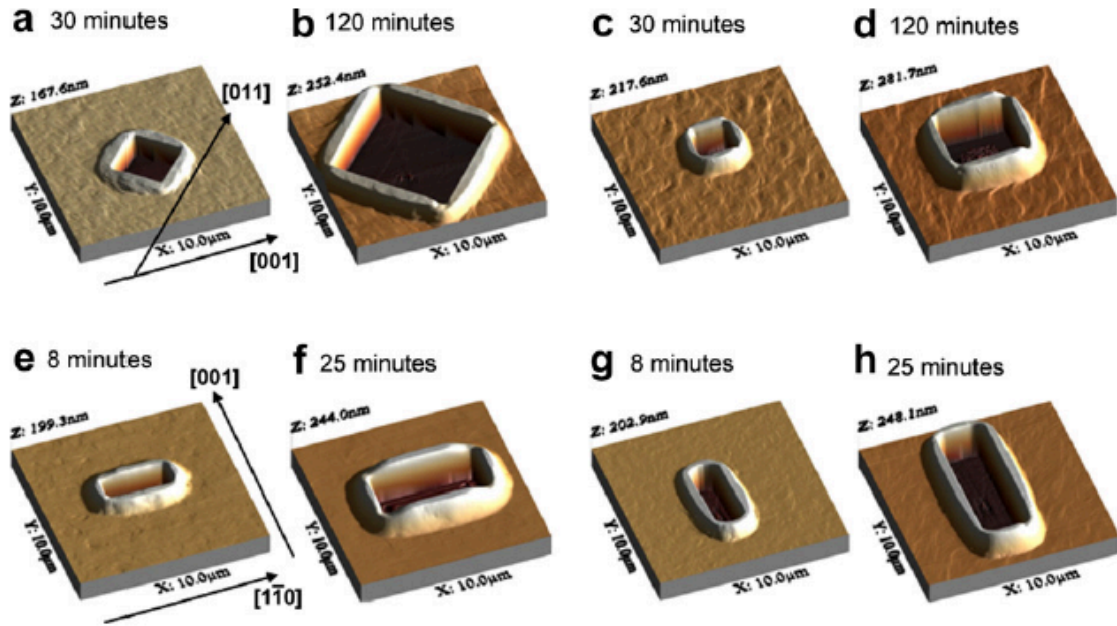 a 30 minutes
b 120 minutes
c 30 minutes
d 120 minutes
Z: 167.6nm
[011]
Y: 10.0µm
X: 10.0µm
[001]
Z: 252.4nm
Y: 10.0µm
X: 10.0µm
Z: 217.6nm
Y: 10.0µm
X: 10.0µm
Z: 281.7nm
Y: 10.0µm
X: 10.0µm
e 8 minutes
f 25 minutes
g 8 minutes
h 25 minutes
[001]
Z: 199.3nm
Y: 10.0µm
X: 10.0µm
[11̄0]
Z: 244.0nm
Y: 10.0µm
X: 10.0µm
Z: 202.9nm
Y: 10.0µm
X: 10.0µm
Z: 248.1nm
Y: 10.0µm
X: 10.0µm